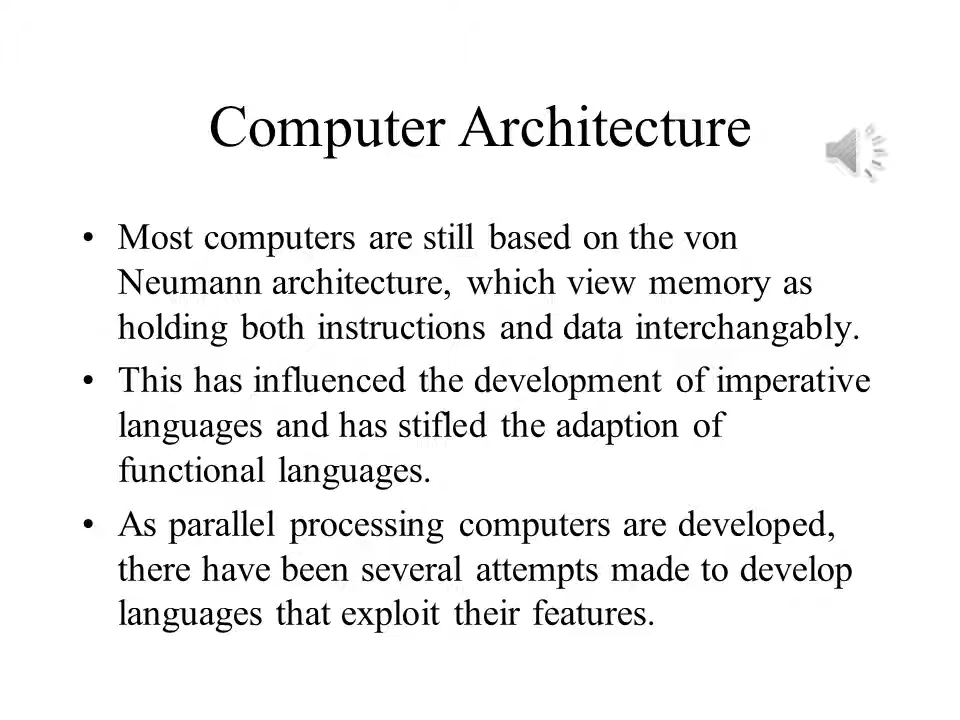 Computer Architecture
• Most computers are still based on the von
Neumann architecture, which view memory as
holding both instructions and data interchangably.
• This has influenced the development of imperative
languages and has stifled the adaption of
functional languages.
• As parallel processing computers are developed,
there have been several attempts made to develop
languages that exploit their features.